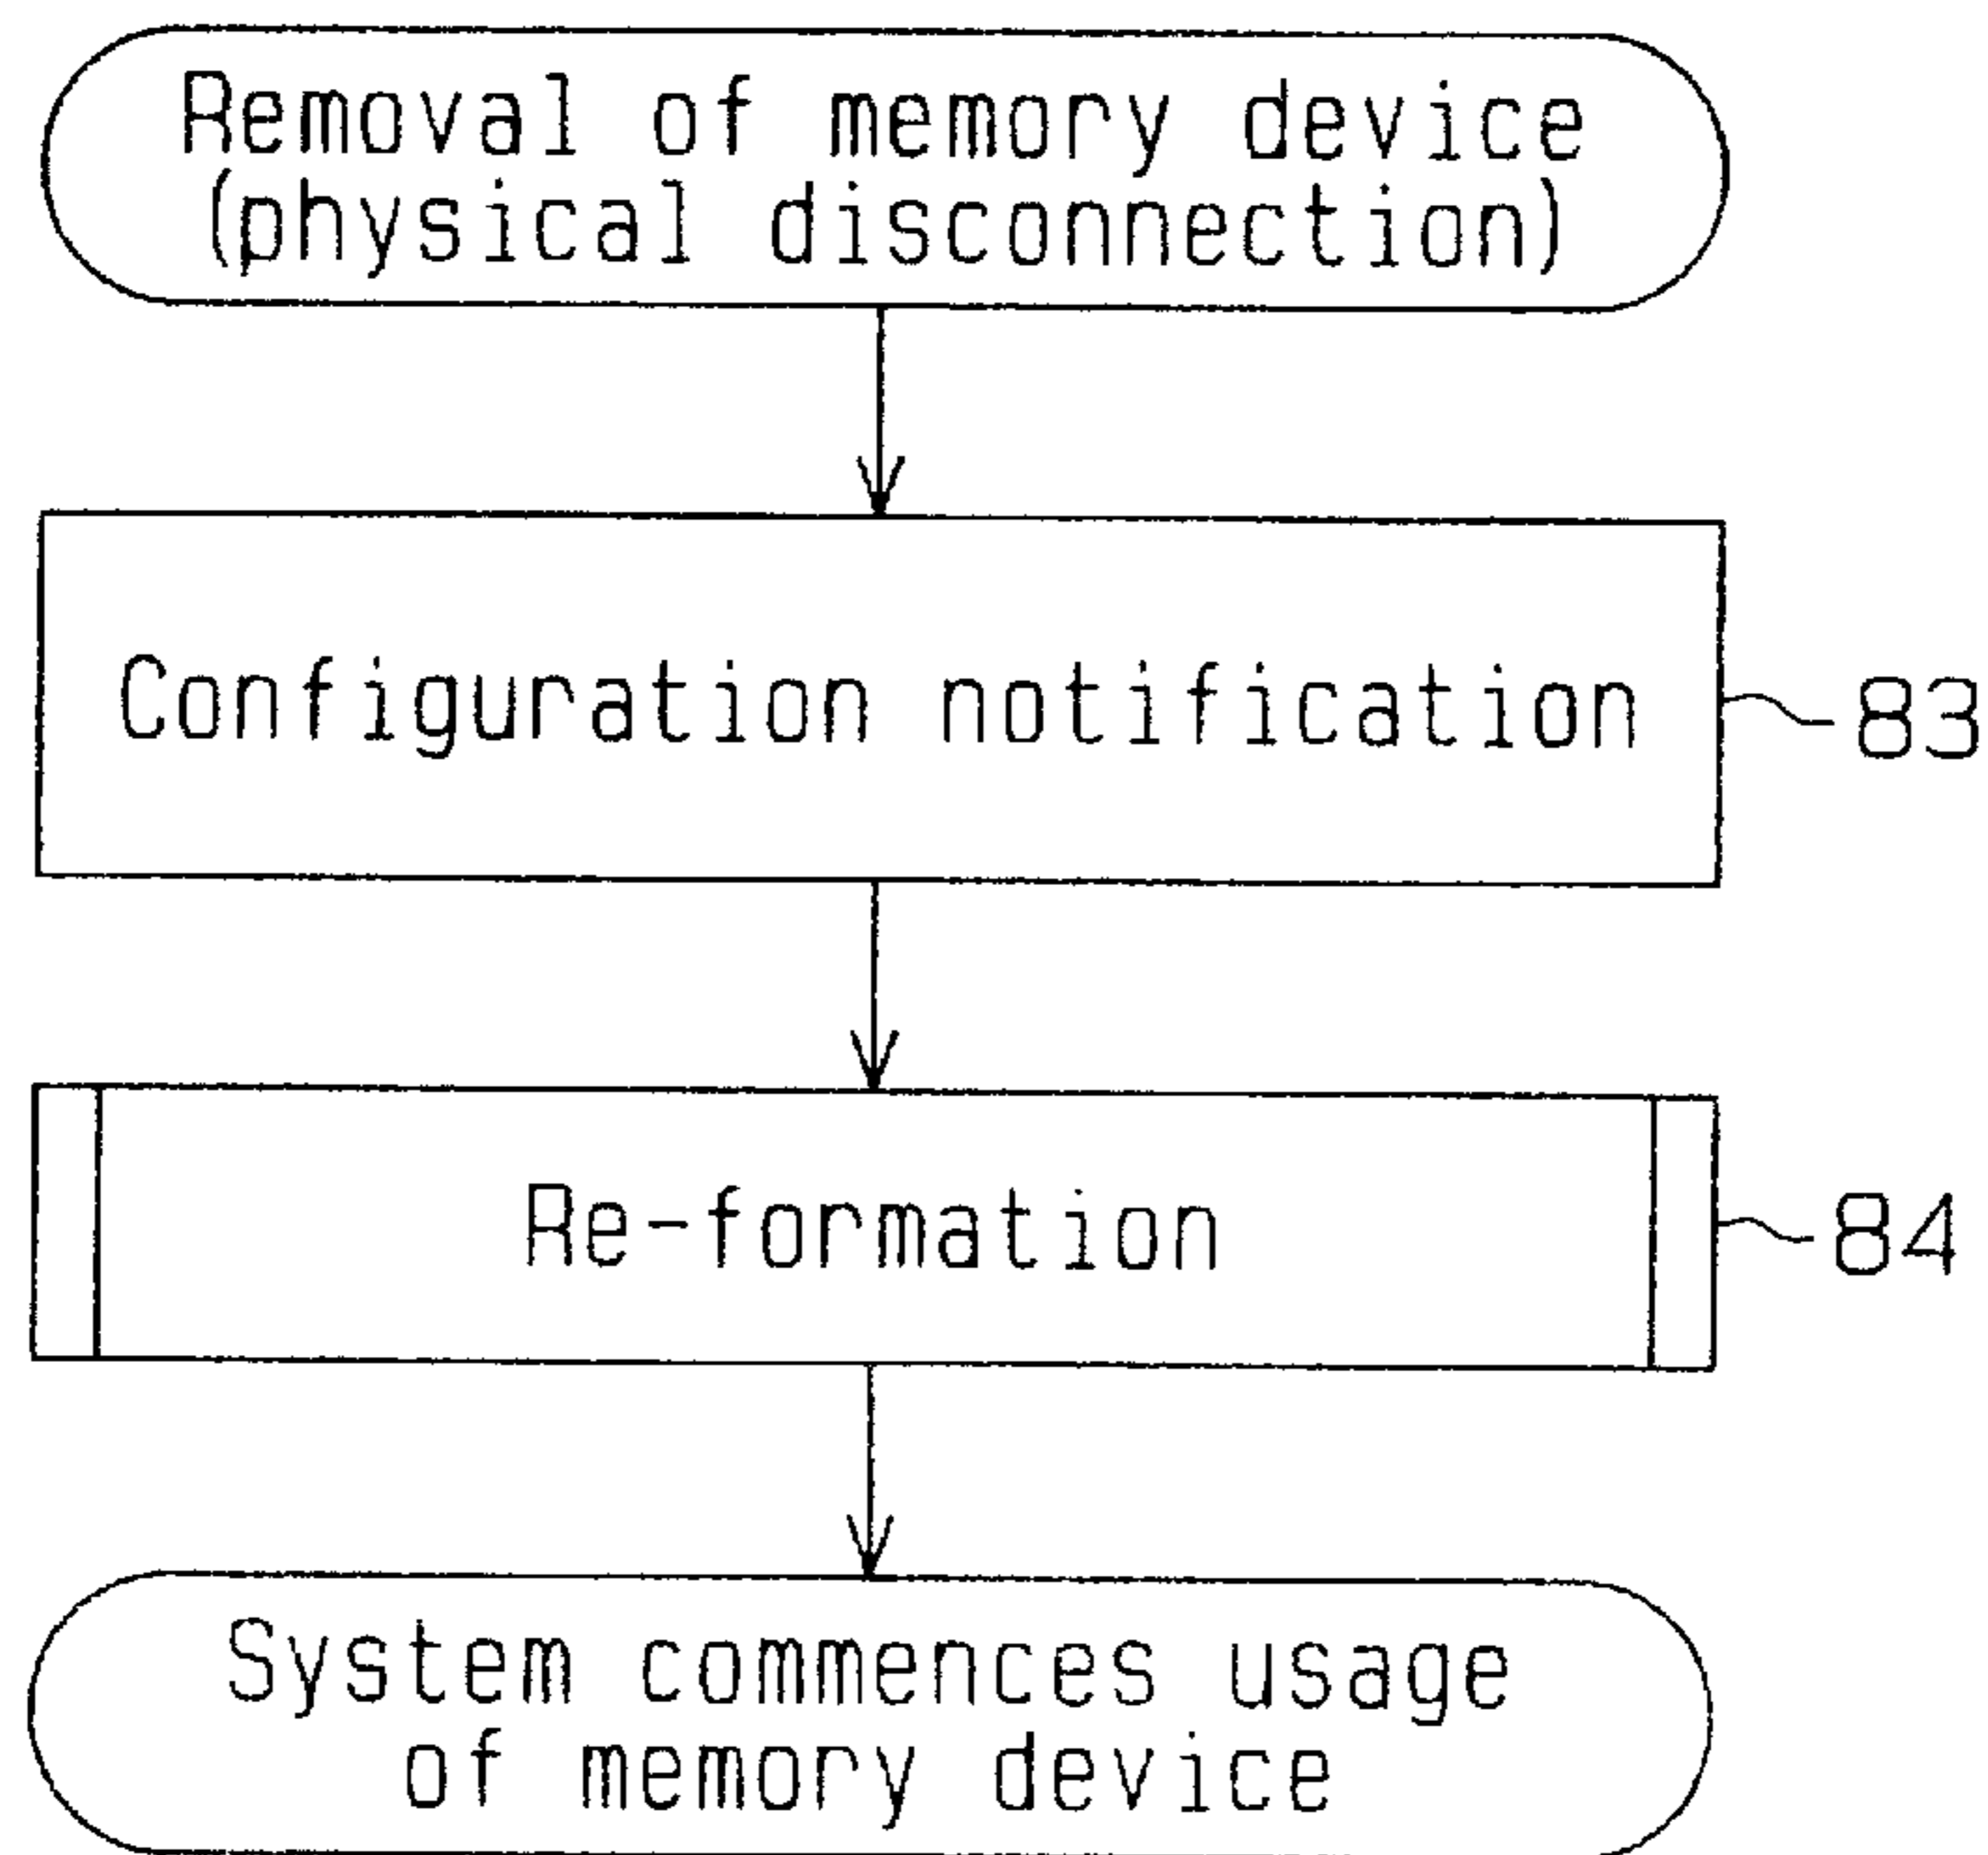 Removal of memory device
(physical disconnection)
Configuration notification
83
Re-formation
84
System commences usage
of memory device